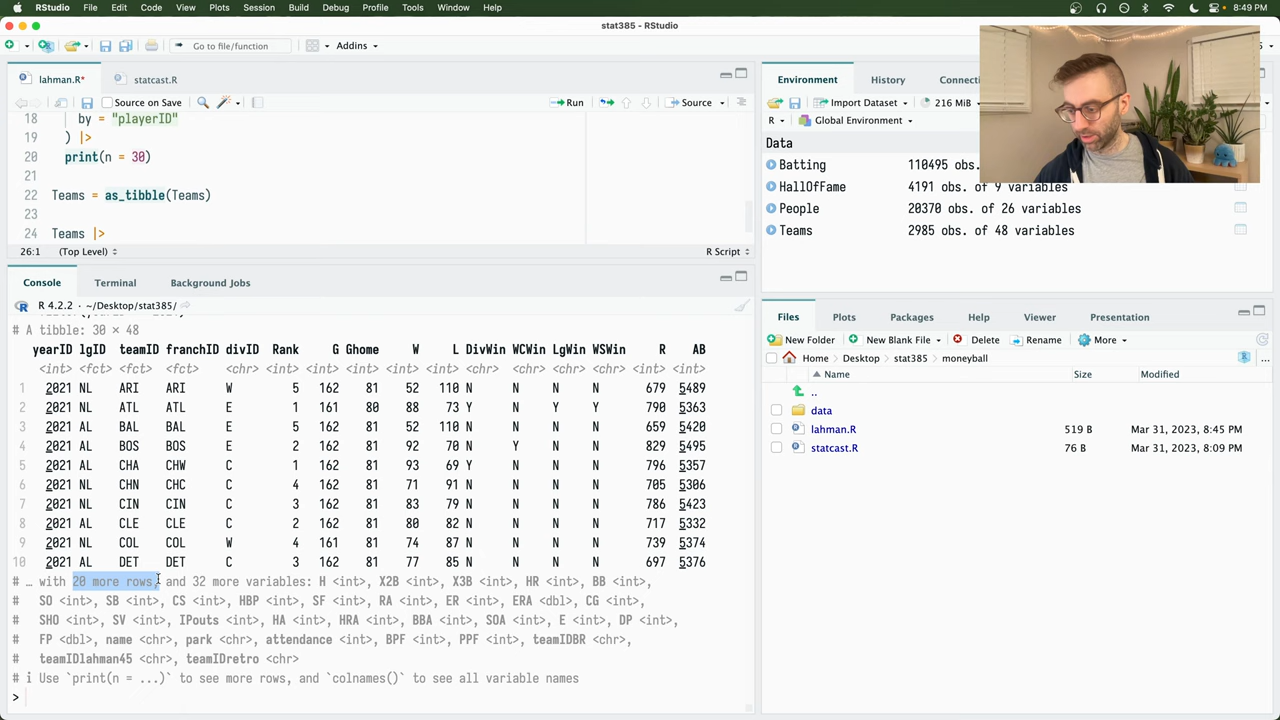 RStudio File Edit Code View Plots Session Build Debug Profile Tools Window Help 8:49 PM
stat385 - RStudio
Go to file/function Addins
lahman.R* statcast.R
Source on Save Run Source
18 by = "playerID"
19 ) |>
20 print(n = 30)
21
22 Teams = as_tibble(Teams)
23
24 Teams |>
26:1 (Top Level) R Script
Console Terminal Background Jobs
R 4.2.2 · ~/Desktop/stat385/
# A tibble: 30 × 48
yearID lgID teamID franchID divID Rank G Ghome W L DivWin WCWin LgWin WSWin R AB
<int> <fct> <fct> <fct> <chr> <int> <int> <int> <int> <int> <chr> <chr> <chr> <chr> <int> <int>
1 2021 NL ARI ARI W 5 162 81 52 110 N N N N 679 5489
2 2021 NL ATL ATL E 1 161 80 88 73 Y N Y Y 790 5363
3 2021 AL BAL BAL E 5 162 81 52 110 N N N N 659 5420
4 2021 AL BOS BOS E 2 162 81 92 70 N Y N N 829 5495
5 2021 AL CHA CHW C 1 162 81 93 69 Y N N N 796 5357
6 2021 NL CHN CHC C 4 162 81 71 91 N N N N 705 5306
7 2021 NL CIN CIN C 3 162 81 83 79 N N N N 786 5423
8 2021 AL CLE CLE C 2 162 81 80 82 N N N N 717 5332
9 2021 NL COL COL W 4 161 81 74 87 N N N N 739 5374
10 2021 AL DET DET C 3 162 81 77 85 N N N N 697 5376
# … with 20 more rows, and 32 more variables: H <int>, X2B <int>, X3B <int>, HR <int>, BB <int>,
# SO <int>, SB <int>, CS <int>, HBP <int>, SF <int>, RA <int>, ER <int>, ERA <dbl>, CG <int>,
# SHO <int>, SV <int>, IPouts <int>, HA <int>, HRA <int>, BBA <int>, SOA <int>, E <int>, DP <int>,
# FP <dbl>, name <chr>, park <chr>, attendance <int>, BPF <int>, PPF <int>, teamIDBR <chr>,
# teamIDlahman45 <chr>, teamIDretro <chr>
# ℹ Use `print(n = ...)` to see more rows, and `colnames()` to see all variable names
>
Environment History
Import Dataset 216 MiB
R Global Environment
Data
Batting 110495 obs.
HallOfFame 4191 obs. of 9 variables
People 20370 obs. of 26 variables
Teams 2985 obs. of 48 variables
Files Plots Packages Help Viewer Presentation
New Folder New Blank File Delete Rename More
Home Desktop stat385 moneyball ...
Name Size Modified
..
data
lahman.R 519 B Mar 31, 2023, 8:45 PM
statcast.R 76 B Mar 31, 2023, 8:09 PM